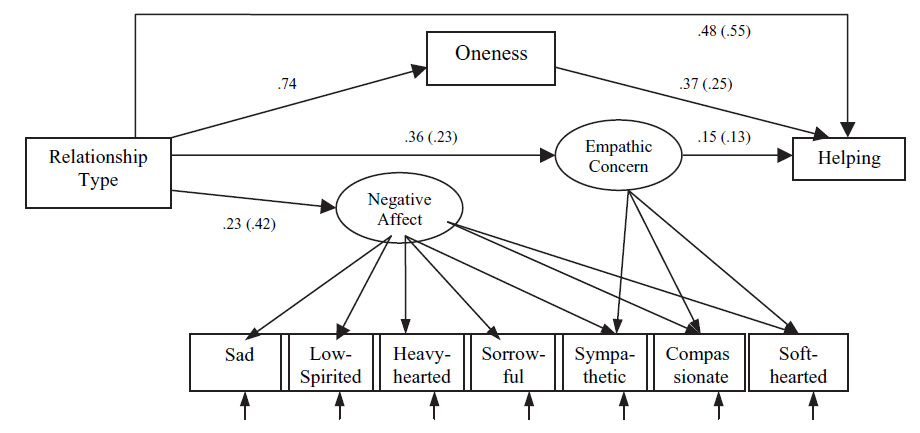 .48 (.55)
Oneness
.74
.37 (.25)
.36 (.23)
Empathic
Concern
.15 (.13)
Relationship
Type
Helping
Negative
Affect
.23 (.42)
Sad
Low-
Spirited
Heavy-
hearted
Sorrow-
ful
Sympa-
thetic
Compas
sionate
Soft-
hearted